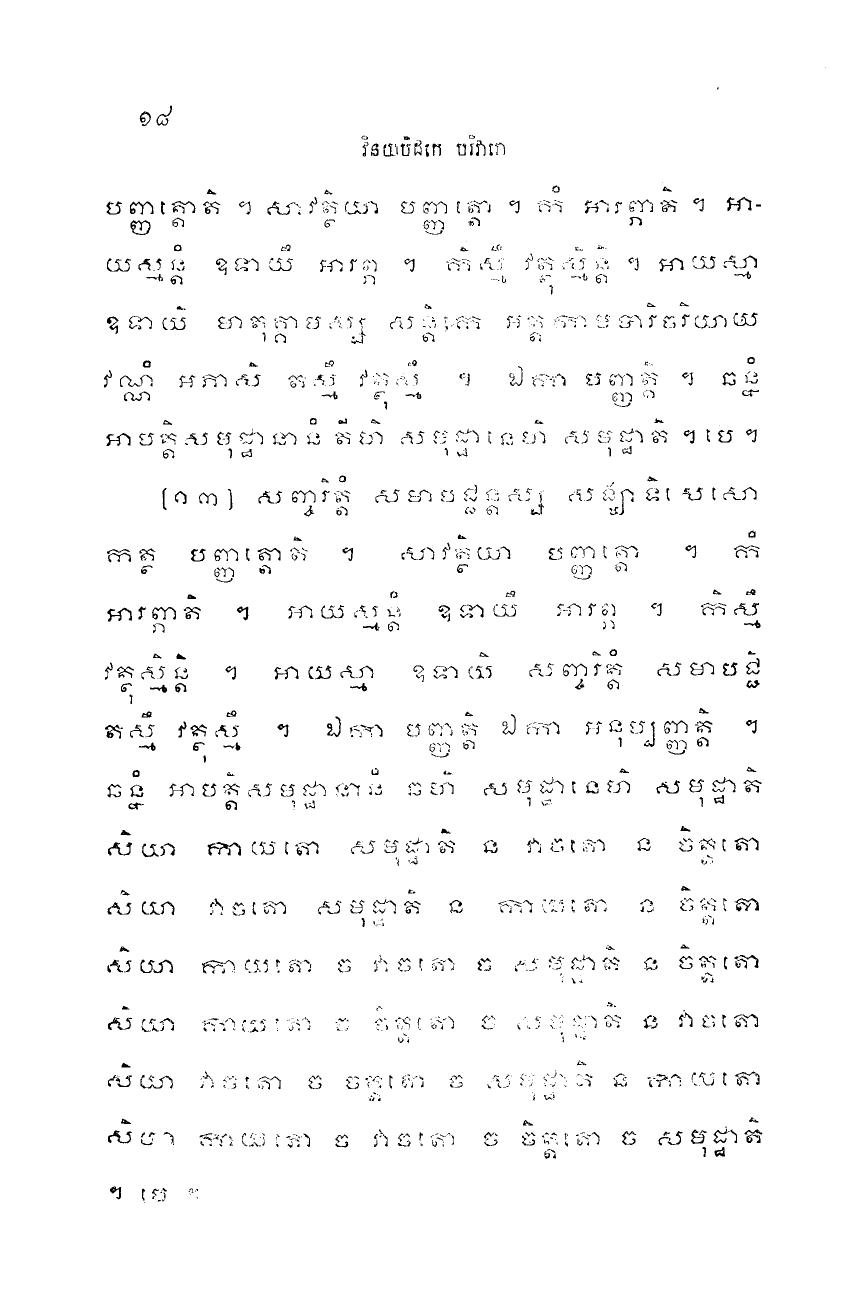 ១៨
វិនយបិដកេ បរិវារោ
បញ្ញត្តោតិ ។ សាវត្ថិយា បញ្ញត្តោ ។ កំ អារព្ភាតិ ។ អា-
យស្មន្តំ ឧទាយឹ អារព្ភ ។ កិស្មឹ វត្ថុស្មិន្តិ ។ អាយស្មា
ឧទាយិ មាតុគ្គាមស្ស សន្តិកេ អត្តកាមបារិចរិយាយ
វណ្ណំ អភាសិ តស្មឹ វត្ថុស្មឹ ។ ឯកា បញ្ញត្តិ ។ ឆន្នំ
អាបត្តិសមុដ្ឋានានំ តីហិ សមុដ្ឋានេហិ សមុដ្ឋាតិ ។ បេ ។
[១៣] សញ្ចរិត្តំ សមាបជ្ជន្តស្ស សង្ឃាទិសេសោ
កត្ថ បញ្ញត្តោតិ ។ សាវត្ថិយា បញ្ញត្តោ ។ កំ
អារព្ភាតិ ។ អាយស្មន្តំ ឧទាយឹ អារព្ភ ។ កិស្មឹ
វត្ថុស្មិន្តិ ។ អាយស្មា ឧទាយិ សញ្ចរិត្តំ សមាបជ្ជិ
តស្មឹ វត្ថុស្មឹ ។ ឯកា បញ្ញត្តិ ឯកា អនុប្បញ្ញត្តិ ។
ឆន្នំ អាបត្តិសមុដ្ឋានានំ ឆហិ សមុដ្ឋានេហិ សមុដ្ឋាតិ
សិយា កាយតោ សមុដ្ឋាតិ ន វាចតោ ន ចិត្តតោ
សិយា វាចតោ សមុដ្ឋាតិ ន កាយតោ ន ចិត្តតោ
សិយា កាយតោ ច វាចតោ ច សមុដ្ឋាតិ ន ចិត្តតោ
សិយា កាយតោ ច ចិត្តតោ ច សមុដ្ឋាតិ ន វាចតោ
សិយា វាចតោ ច ចិត្តតោ ច សមុដ្ឋាតិ ន កាយតោ
សិយា កាយតោ ច វាចតោ ច ចិត្តតោ ច សមុដ្ឋាតិ
។ បេ ។